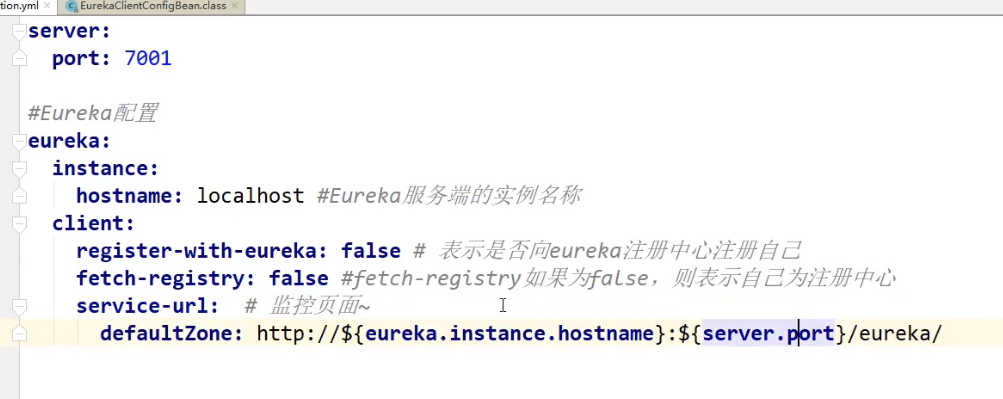 tion.yml × EurekaClientConfigBean.class ×
server:
  port: 7001
#Eureka配置
eureka:
  instance:
    hostname: localhost #Eureka服务端的实例名称
  client:
    register-with-eureka: false # 表示是否向eureka注册中心注册自己
    fetch-registry: false #fetch-registry如果为false，则表示自己为注册中心
    service-url:  # 监控页面~
      defaultZone: http://${eureka.instance.hostname}:${server.port}/eureka/